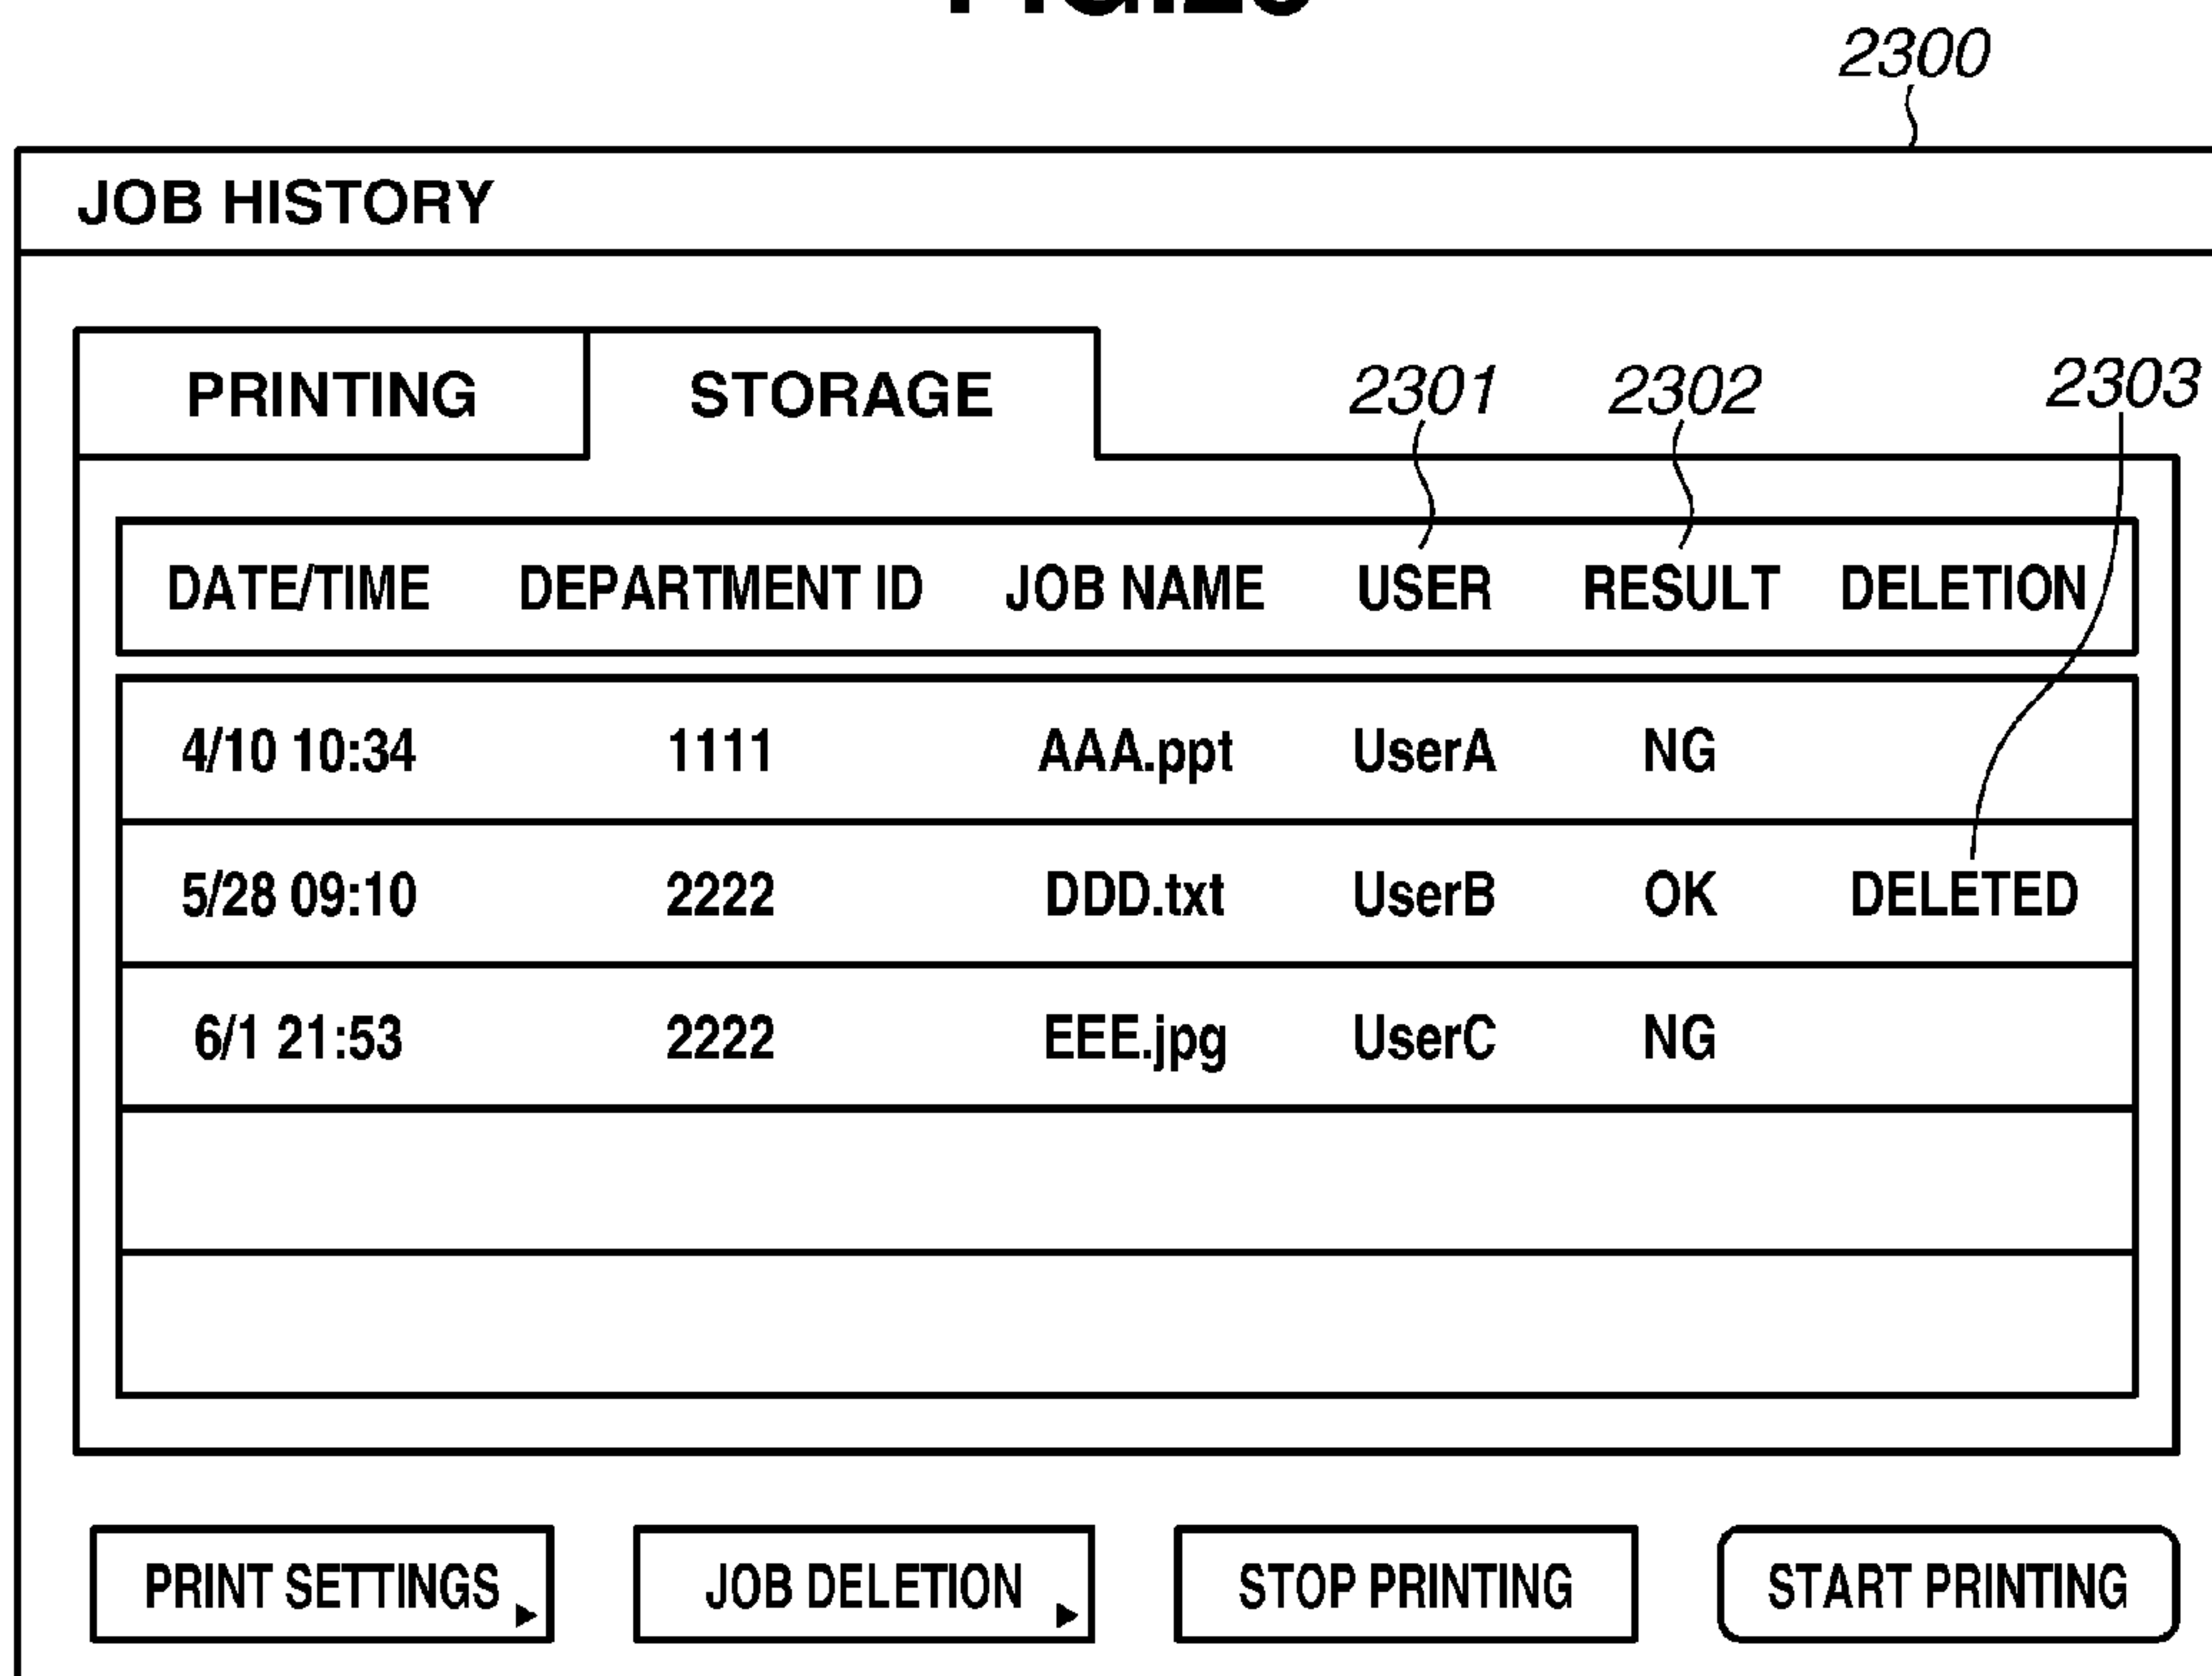 2300
JOB HISTORY
PRINTING STORAGE 2301 2302 2303
DATE/TIME DEPARTMENT ID JOB NAME USER RESULT DELETION
4/10 10:34 1111 AAA.ppt UserA NG
5/28 09:10 2222 DDD.txt UserB OK DELETED
6/1 21:53 2222 EEE.jpg UserC NG
PRINT SETTINGS JOB DELETION STOP PRINTING START PRINTING